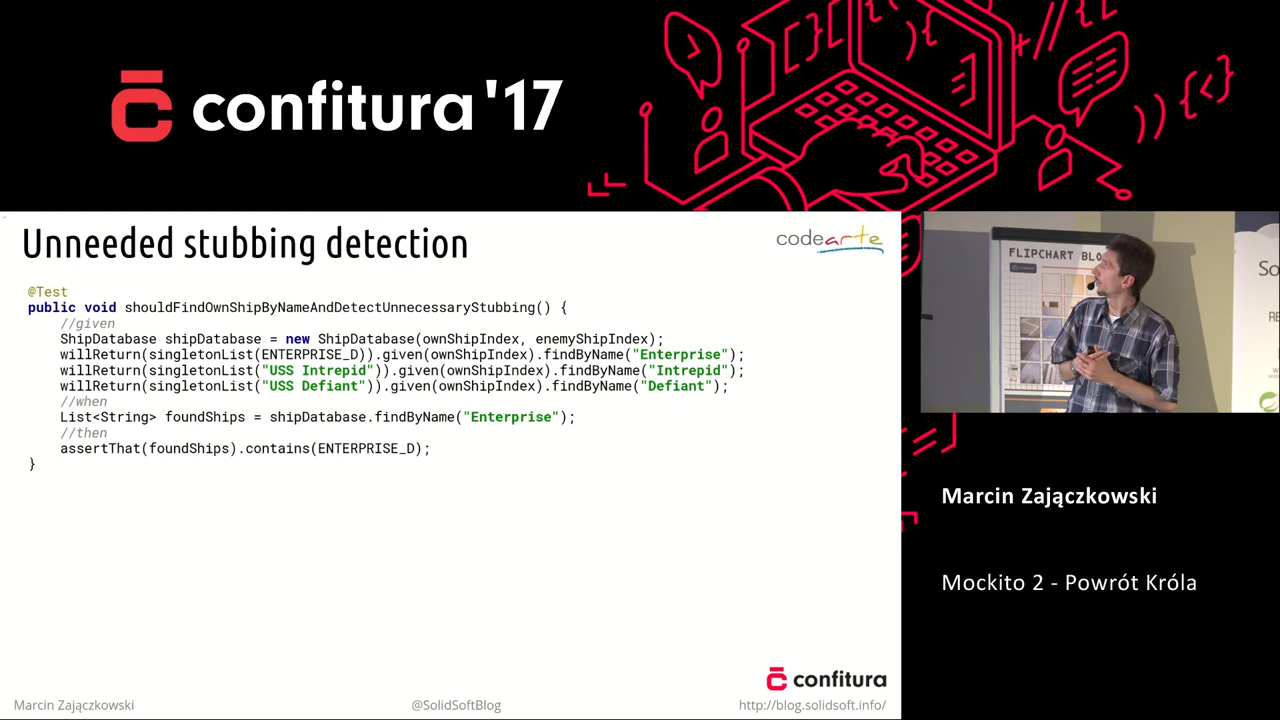 confitura '17
Unneeded stubbing detection
codearte
@Test
public void shouldFindOwnShipByNameAndDetectUnnecessaryStubbing() {
//given
ShipDatabase shipDatabase = new ShipDatabase(ownShipIndex, enemyShipIndex);
willReturn(singletonList(ENTERPRISE_D)).given(ownShipIndex).findByName("Enterprise");
willReturn(singletonList("USS Intrepid")).given(ownShipIndex).findByName("Intrepid");
willReturn(singletonList("USS Defiant")).given(ownShipIndex).findByName("Defiant");
//when
List<String> foundShips = shipDatabase.findByName("Enterprise");
//then
assertThat(foundShips).contains(ENTERPRISE_D);
}
confitura
Marcin Zajączkowski
@SolidSoftBlog
http://blog.solidsoft.info/
FLIPCHART BLO
So
Marcin Zajączkowski
Mockito 2 - Powrót Króla